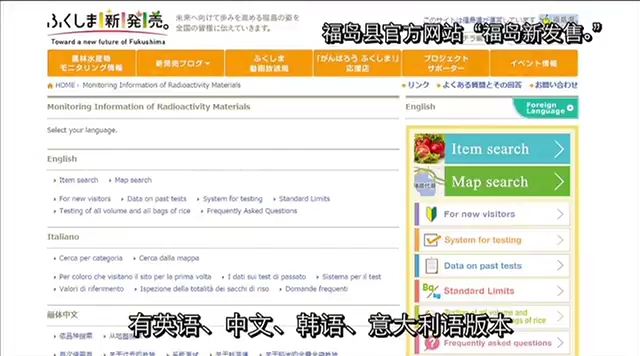 ふくしま新発売。
未来へ向けて歩みを進める福島の姿を
全国の皆様に伝えていきます。
Toward a new future of Fukushima
福岛县官方网站“福岛新发售。”
農林水産物
モニタリング情報
新発売ブログ
ふくしま
動画放送局
「がんばろう ふくしま!」
応援店
プロジェクト
サポーター
イベント情報
HOME › Monitoring Information of Radioactivity Materials
リンク
よくある質問とその回答
お問い合わせ
Monitoring Information of Radioactivity Materials
English
Foreign
Language
Select your language.
English
Item search
Map search
For new visitors
Data on past tests
System for testing
Standard Limits
Testing of all volume and all bags of rice
Frequently Asked Questions
Italiano
Cerca per categoria
Cerca dalla mappa
Per coloro che visitano il sito per la prima volta
I dati sui test di passato
Sistema per il test
Valori di riferimento
Ispezione della totalità dei sacchi di riso
Domande frequenti
Item search
Map search
For new visitors
System for testing
Data on past tests
Bq/kg
Standard Limits
Testing of all volume and
all bags of rice
Frequently asked questions
有英语、中文、韩语、意大利语版本